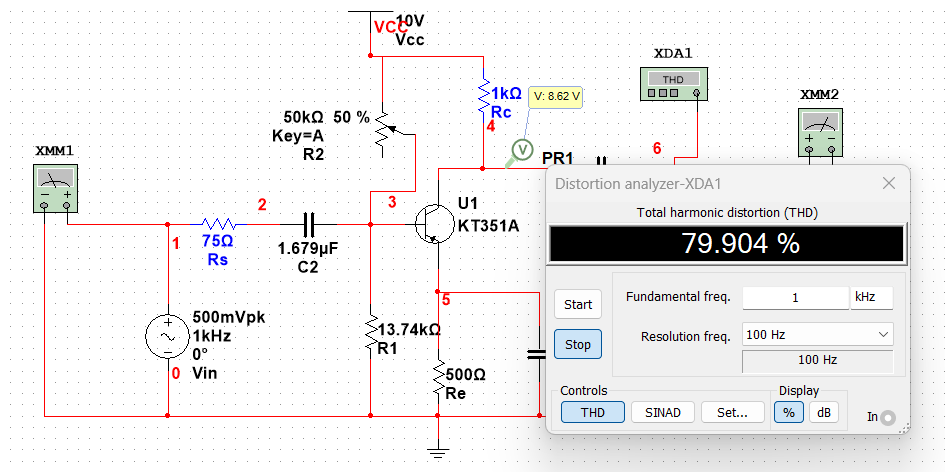 VCC
10V
Vcc
XDA1
THD
1kΩ
Rc
4
V: 8.62 V
V
50kΩ 50 %
Key=A
R2
XMM2
PR1
6
XMM1
2
3
U1
KT351A
1
75Ω
Rs
1.679µF
C2
5
500mVpk
1kHz
0°
Vin
0
13.74kΩ
R1
500Ω
Re
Distortion analyzer-XDA1
Total harmonic distortion (THD)
79.904 %
Start
Stop
Fundamental freq. 1 kHz
Resolution freq. 100 Hz
100 Hz
Controls
THD SINAD Set...
Display
% dB
In